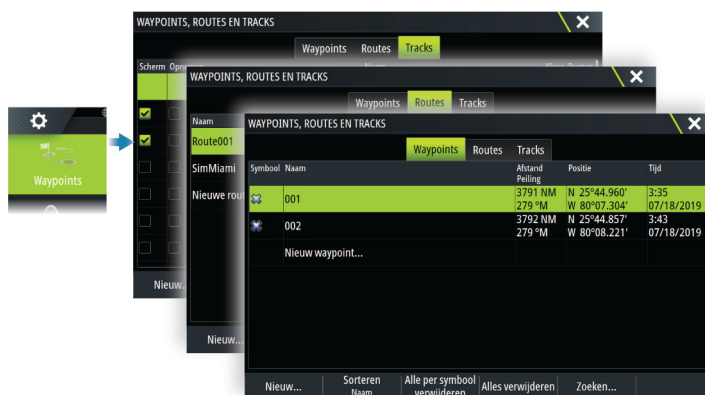 WAYPOINTS, ROUTES EN TRACKS
Waypoints Routes Tracks
Scherm
Nieuw...
Waypoints
WAYPOINTS, ROUTES EN TRACKS
Waypoints Routes Tracks
Naam
Route001
SimMiami
Nieuwe
Nieuw...
WAYPOINTS, ROUTES EN TRACKS
Waypoints Routes Tracks
Symbool Naam Afstand Peiling Positie Tijd
001 3791 NM N 25°44.960' 3:35
279 °M W 80°07.304' 07/18/2019
002 3792 NM N 25°44.857' 3:43
279 °M W 80°08.221' 07/18/2019
Nieuw waypoint...
Nieuw... Sorteren Naam Alle per symbool verwijderen Alles verwijderen Zoeken...